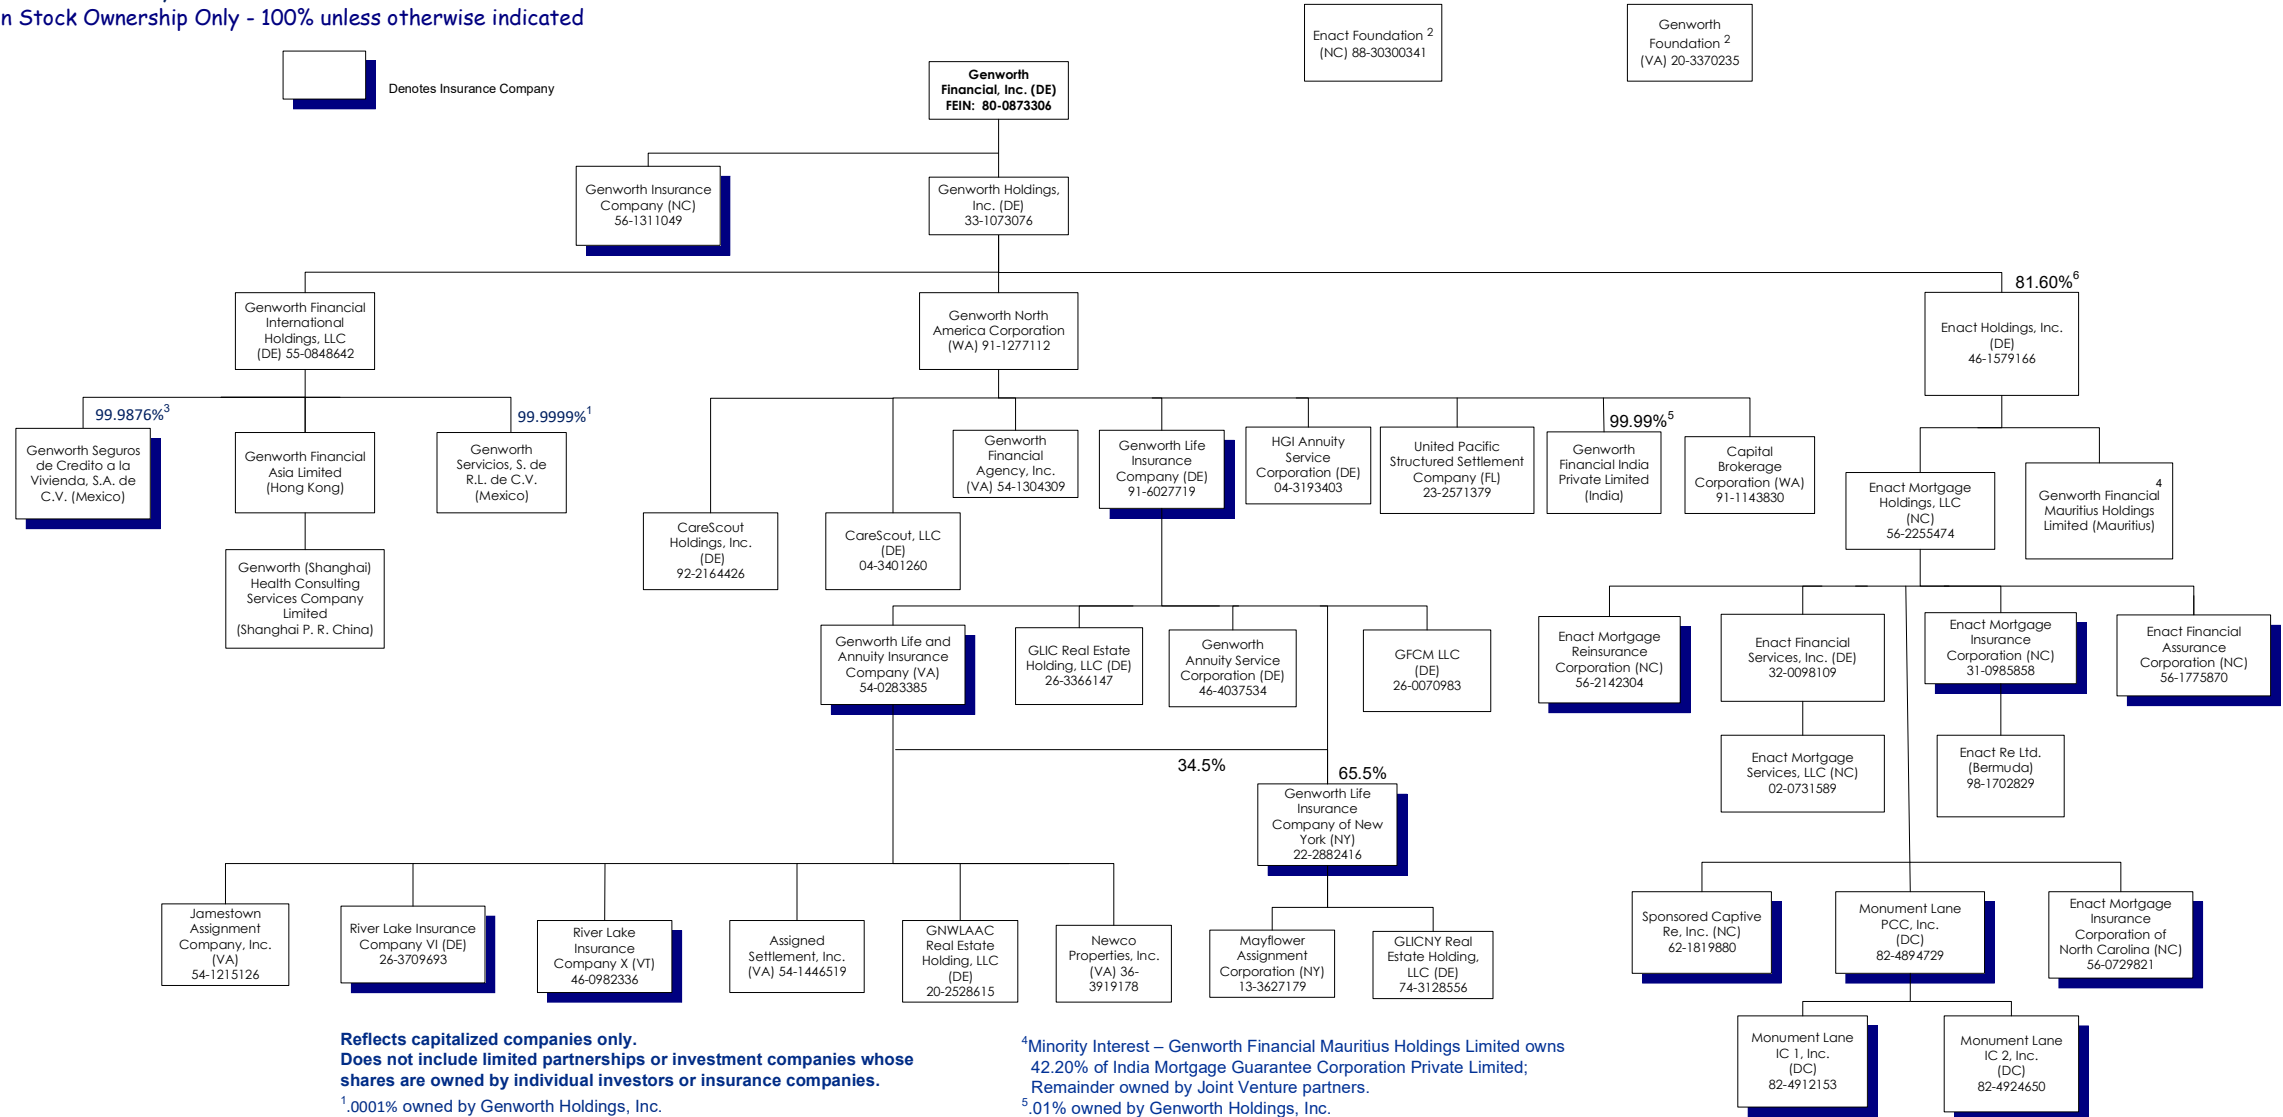 n Stock Ownership Only - 100% unless otherwise indicated
Denotes Insurance Company
Enact Foundation 2
(NC) 88-30300341
Genworth
Foundation 2
(VA) 20-3370235
Genworth
Financial, Inc. (DE)
FEIN: 80-0873306
Genworth Insurance
Company (NC)
56-1311049
Genworth Holdings,
Inc. (DE)
33-1073076
Genworth Financial
International
Holdings, LLC
(DE) 55-0848642
Genworth North
America Corporation
(WA) 91-1277112
81.60%6
Enact Holdings, Inc.
(DE)
46-1579166
99.9876%3
Genworth Seguros
de Credito a la
Vivienda, S.A. de
C.V. (Mexico)
Genworth Financial
Asia Limited
(Hong Kong)
99.9999%1
Genworth
Servicios, S. de
R.L. de C.V.
(Mexico)
Genworth (Shanghai)
Health Consulting
Services Company
Limited
(Shanghai P. R. China)
CareScout
Holdings, Inc.
(DE)
92-2164426
CareScout, LLC
(DE)
04-3401260
Genworth
Financial
Agency, Inc.
(VA) 54-1304309
Genworth Life
Insurance
Company (DE)
91-6027719
HGI Annuity
Service
Corporation (DE)
04-3193403
United Pacific
Structured Settlement
Company (FL)
23-2571379
99.99%5
Genworth
Financial India
Private Limited
(India)
Capital
Brokerage
Corporation (WA)
91-1143830
Enact Mortgage
Holdings, LLC
(NC)
56-2255474
4
Genworth Financial
Mauritius Holdings
Limited (Mauritius)
Genworth Life and
Annuity Insurance
Company (VA)
54-0283385
GLIC Real Estate
Holding, LLC (DE)
26-3366147
Genworth
Annuity Service
Corporation (DE)
46-4037534
GFCM LLC
(DE)
26-0070983
Enact Mortgage
Reinsurance
Corporation (NC)
56-2142304
Enact Financial
Services, Inc. (DE)
32-0098109
Enact Mortgage
Insurance
Corporation (NC)
31-0985858
Enact Financial
Assurance
Corporation (NC)
56-1775870
Enact Mortgage
Services, LLC (NC)
02-0731589
Enact Re Ltd.
(Bermuda)
98-1702829
34.5%
65.5%
Genworth Life
Insurance
Company of New
York (NY)
22-2882416
Jamestown
Assignment
Company, Inc.
(VA)
54-1215126
River Lake Insurance
Company VI (DE)
26-3709693
River Lake
Insurance
Company X (VT)
46-0982336
Assigned
Settlement, Inc.
(VA) 54-1446519
GNWLAAC
Real Estate
Holding, LLC
(DE)
20-2528615
Newco
Properties, Inc.
(VA) 36-
3919178
Mayflower
Assignment
Corporation (NY)
13-3627179
GLICNY Real
Estate Holding,
LLC (DE)
74-3128556
Sponsored Captive
Re, Inc. (NC)
62-1819880
Monument Lane
PCC, Inc.
(DC)
82-4894729
Enact Mortgage
Insurance
Corporation of
North Carolina (NC)
56-0729821
Monument Lane
IC 1, Inc.
(DC)
82-4912153
Monument Lane
IC 2, Inc.
(DC)
82-4924650
Reflects capitalized companies only.
Does not include limited partnerships or investment companies whose
shares are owned by individual investors or insurance companies.
1.0001% owned by Genworth Holdings, Inc.
4Minority Interest – Genworth Financial Mauritius Holdings Limited owns
42.20% of India Mortgage Guarantee Corporation Private Limited;
Remainder owned by Joint Venture partners.
5.01% owned by Genworth Holdings, Inc.